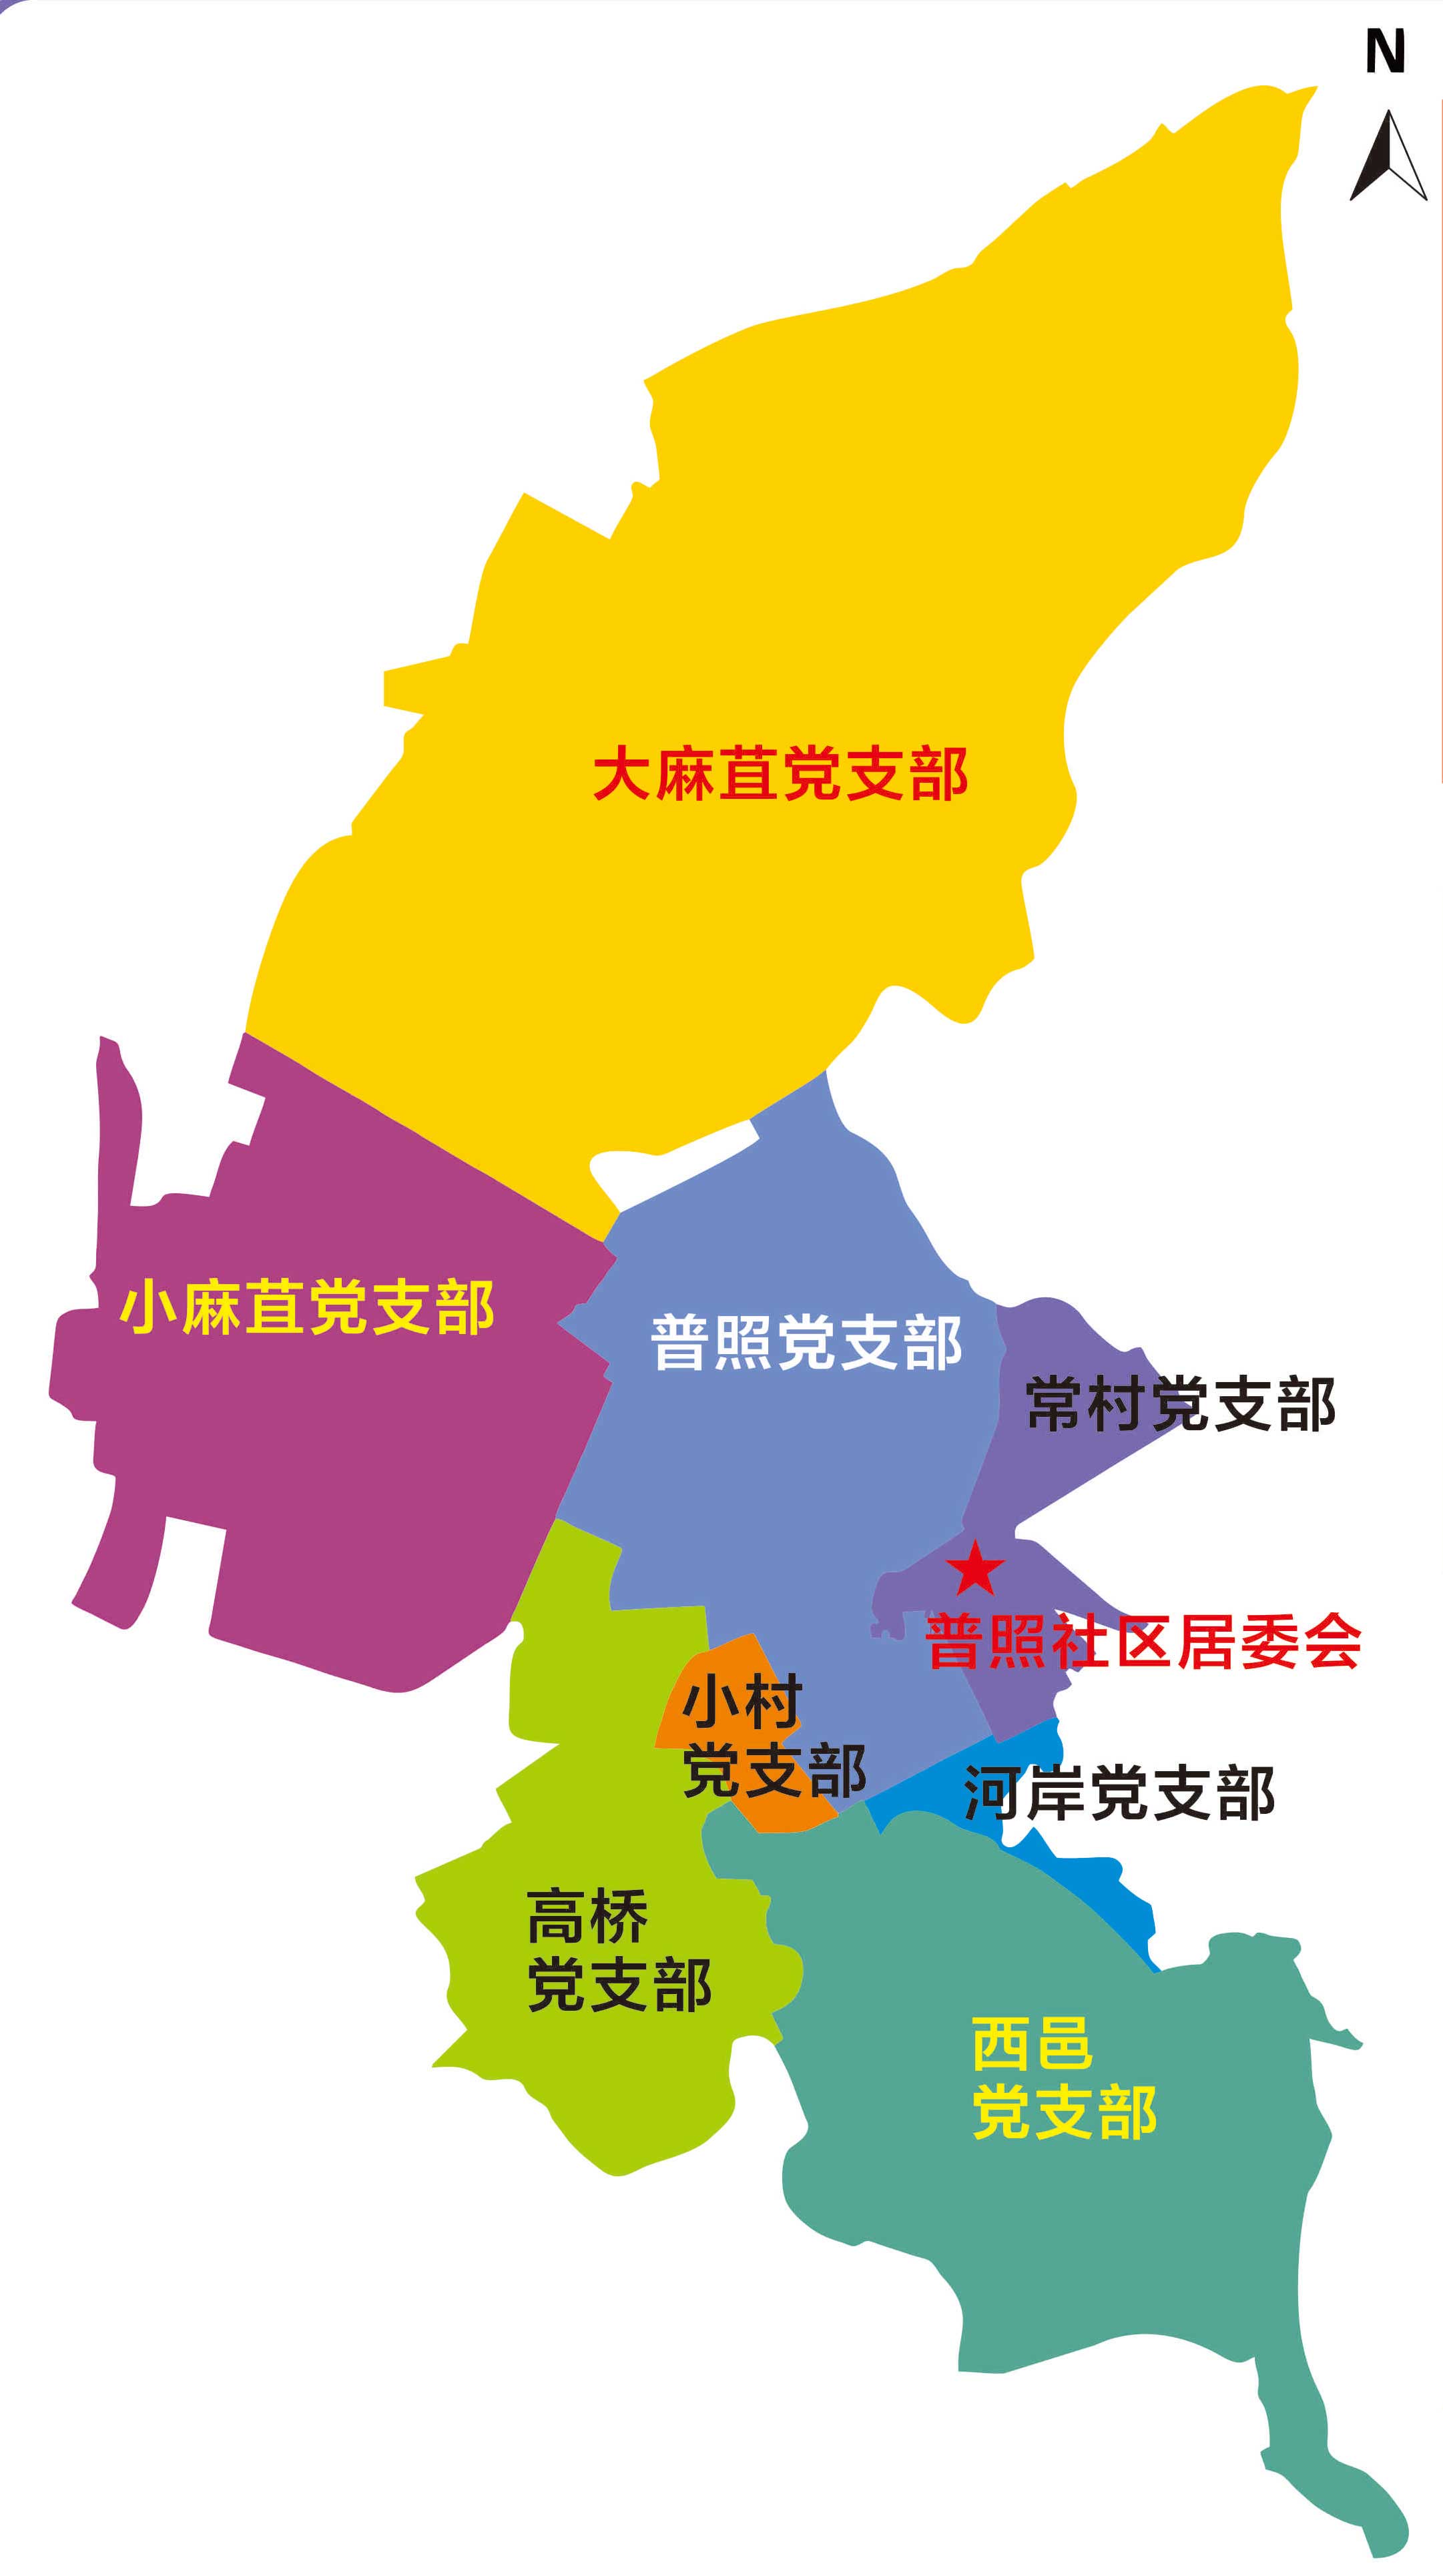 N
大麻苴党支部
小麻苴党支部
普照党支部
常村党支部
普照社区居委会
小村
党支部
河岸党支部
高桥
党支部
西邑
党支部